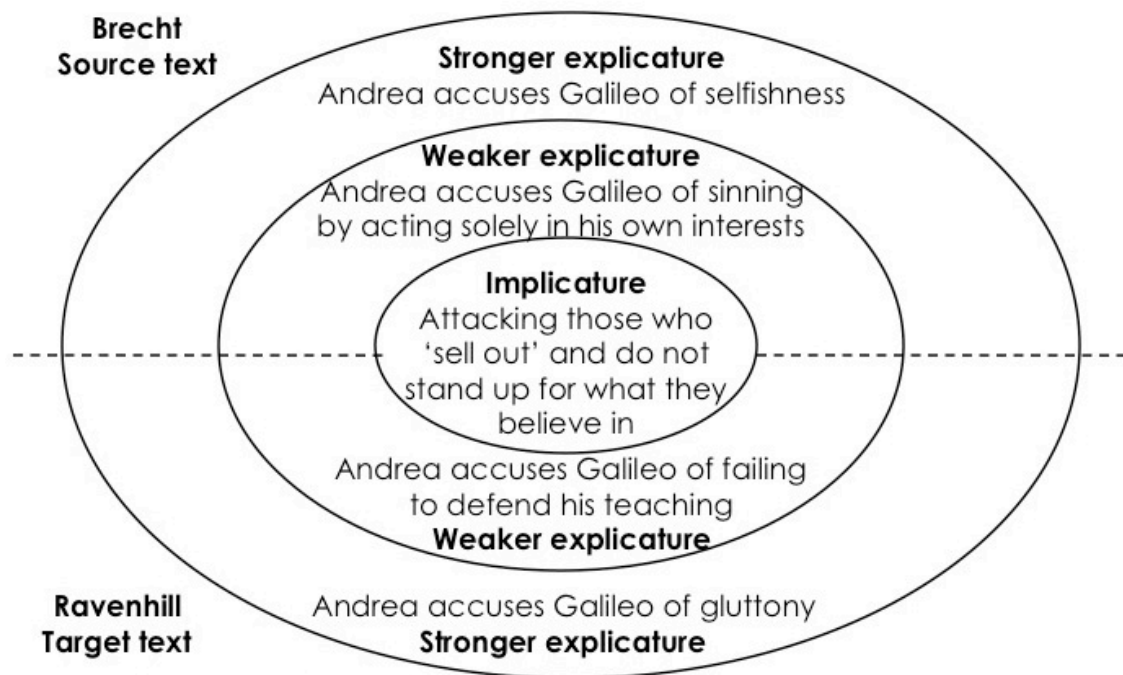 Brecht
Source text
Stronger explicature
Andrea accuses Galileo of selfishness
Weaker explicature
Andrea accuses Galileo of sinning
by acting solely in his own interests
Implicature
Attacking those who
‘sell out’ and do not
stand up for what they
believe in
Andrea accuses Galileo of failing
to defend his teaching
Weaker explicature
Ravenhill
Target text
Andrea accuses Galileo of gluttony
Stronger explicature